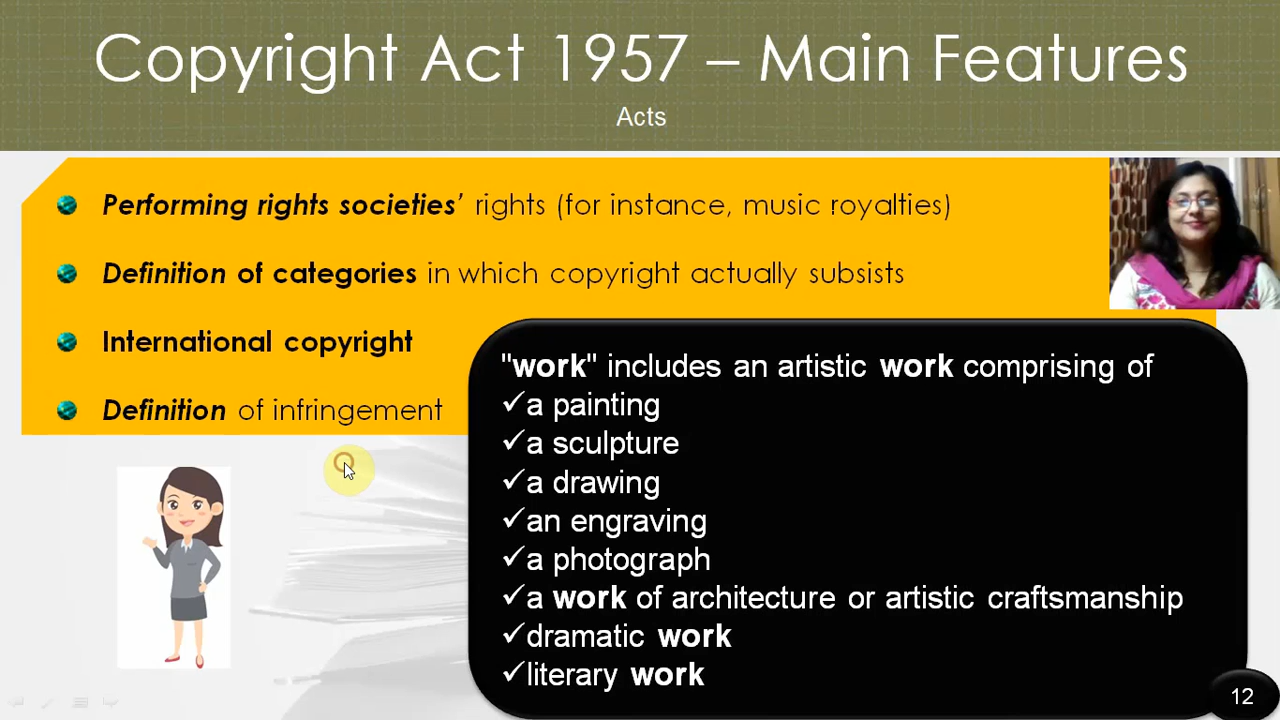 Copyright Act 1957 – Main Features
Acts
Performing rights societies’ rights (for instance, music royalties)
Definition of categories in which copyright actually subsists
International copyright
Definition of infringement
"work" includes an artistic work comprising of
✓a painting
✓a sculpture
✓a drawing
✓an engraving
✓a photograph
✓a work of architecture or artistic craftsmanship
✓dramatic work
✓literary work
12